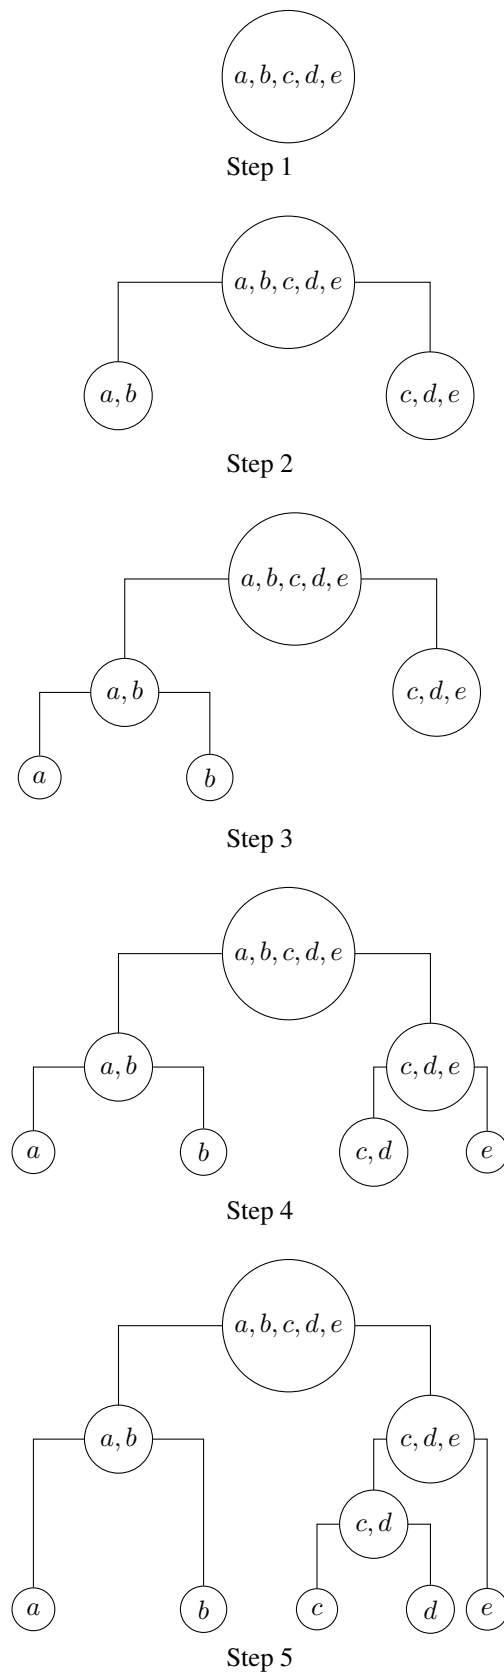 a, b, c, d, e
Step 1
a, b, c, d, e
a, b
c, d, e
Step 2
a, b, c, d, e
a, b
c, d, e
a
b
Step 3
a, b, c, d, e
a, b
c, d, e
a
b
c, d
e
Step 4
a, b, c, d, e
a, b
c, d, e
c, d
a
b
c
d
e
Step 5